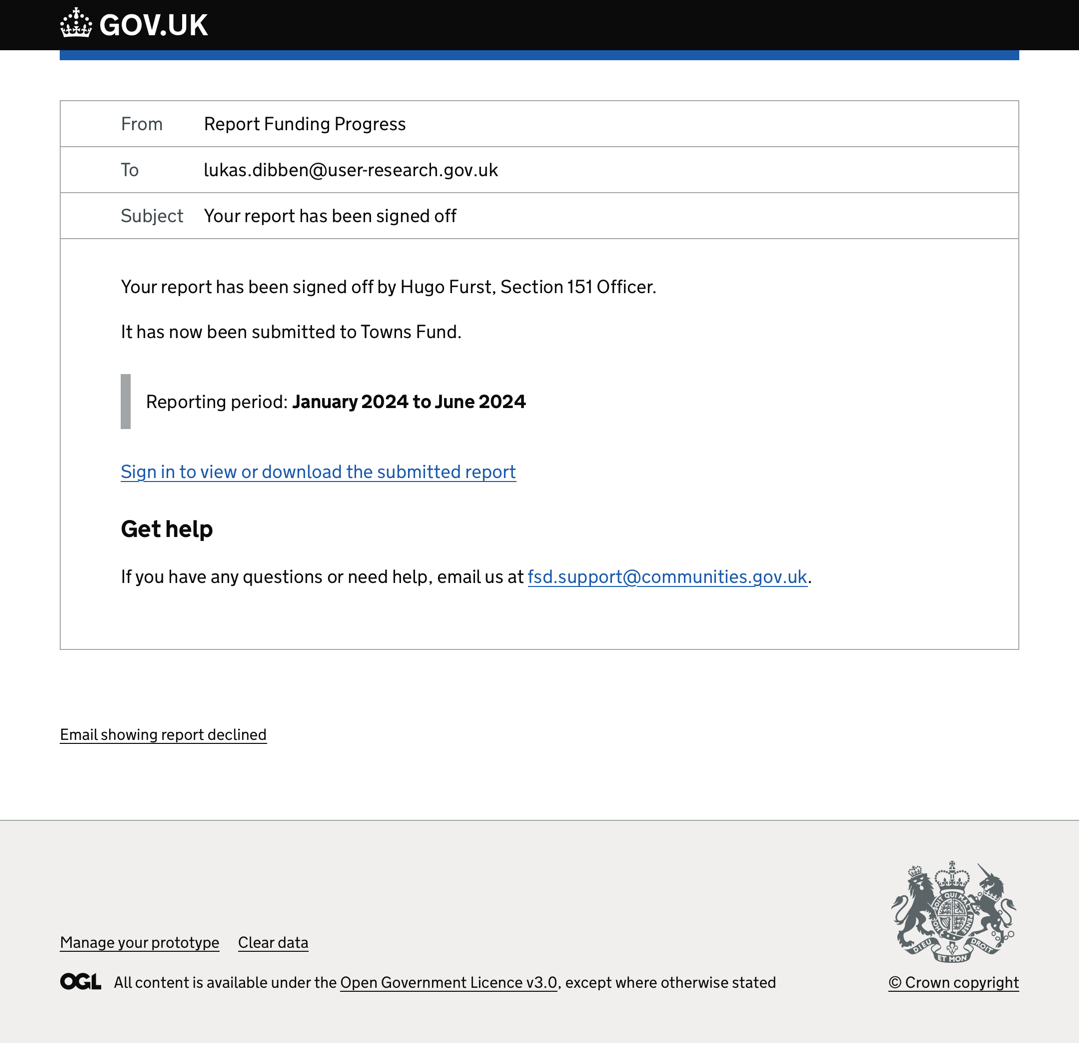 GOV.UK
From Report Funding Progress
To lukas.dibben@user-research.gov.uk
Subject Your report has been signed off
Your report has been signed off by Hugo Furst, Section 151 Officer.
It has now been submitted to Towns Fund.
Reporting period: January 2024 to June 2024
Sign in to view or download the submitted report
Get help
If you have any questions or need help, email us at fsd.support@communities.gov.uk.
Email showing report declined
Manage your prototype Clear data
OGL All content is available under the Open Government Licence v3.0, except where otherwise stated
DIEU ET MON DROIT
© Crown copyright